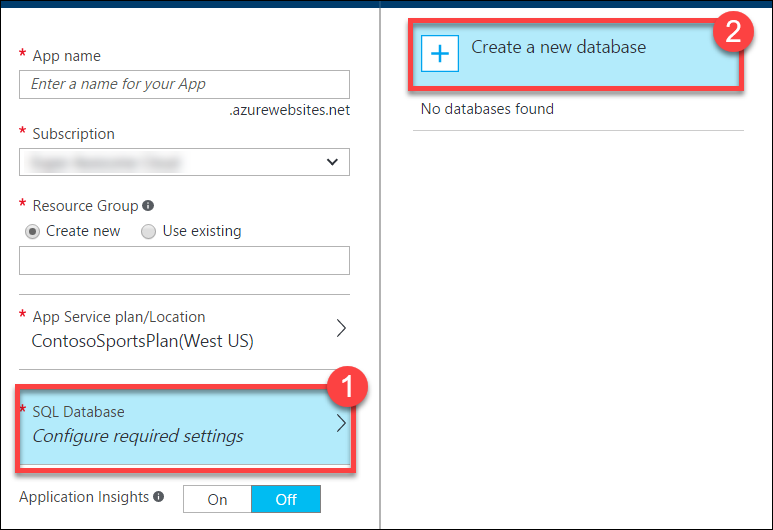 * App name
Enter a name for your App
.azurewebsites.net
* Subscription
* Resource Group
Create new Use existing
* App Service plan/Location
ContosoSportsPlan(West US)
1
* SQL Database
Configure required settings
Application Insights On Off
2
Create a new database
No databases found